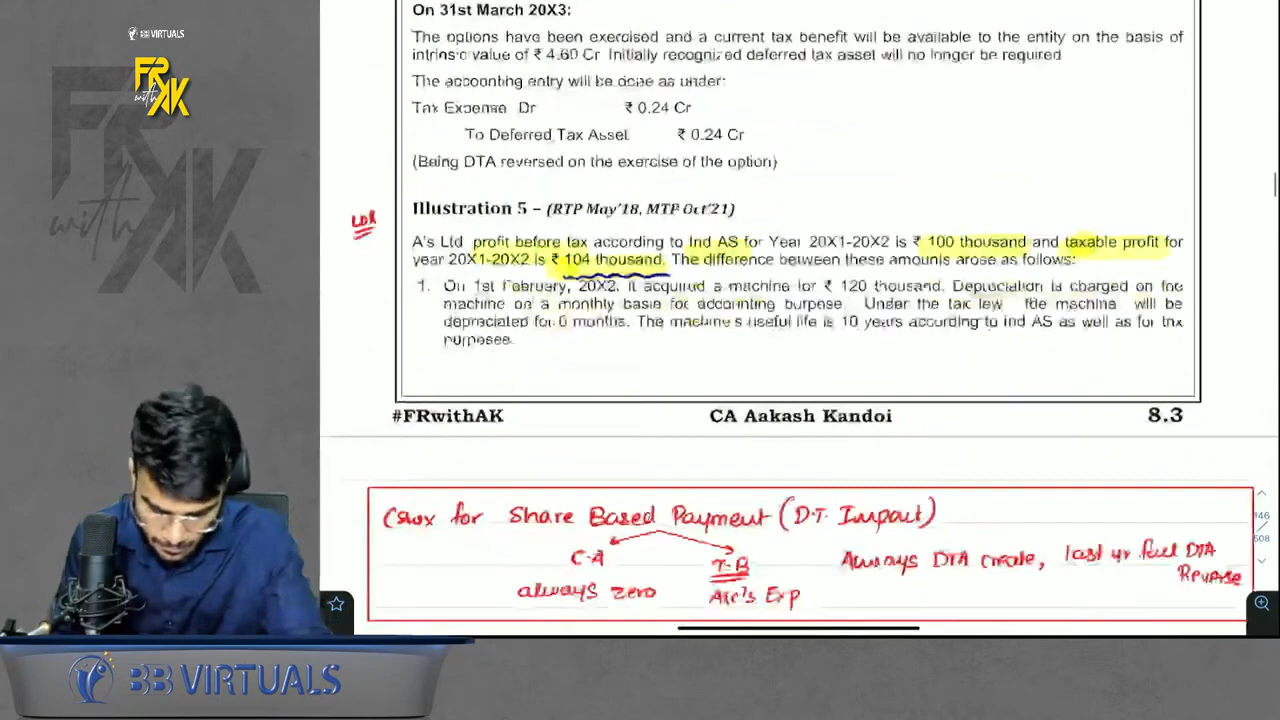 BB VIRTUALS
FR
with AK
On 31st March 20X3:
The options have been exercised and a current tax benefit will be available to the entity on the basis of
intrinsic value of ₹ 4.60 Cr Initially recognized deferred tax asset will no longer be required
The accounting entry will be done as under:
Tax Expense Dr ₹ 0.24 Cr
To Deferred Tax Asset ₹ 0.24 Cr
(Being DTA reversed on the exercise of the option)
Illustration 5 – (RTP May'18, MTP Oct'21)
LDR
A's Ltd profit before tax according to Ind AS for Year 20X1-20X2 is ₹ 100 thousand and taxable profit for
year 20X1-20X2 is ₹ 104 thousand. The difference between these amounts arose as follows:
1. On 1st February, 20X2, it acquired a machine for ₹ 120 thousand. Depreciation is charged on the
machine on a monthly basis for accounting purpose. Under the tax law, the machine will be
depreciated for 6 months. The machine's useful life is 10 years according to Ind AS as well as for tax
purposes.
#FRwithAK CA Aakash Kandoi 8.3
for Share Based Payment (D.T. Impact)
C.A T.B Always DTA create, last yr full DTA Reverse
always zero Exp
BB VIRTUALS